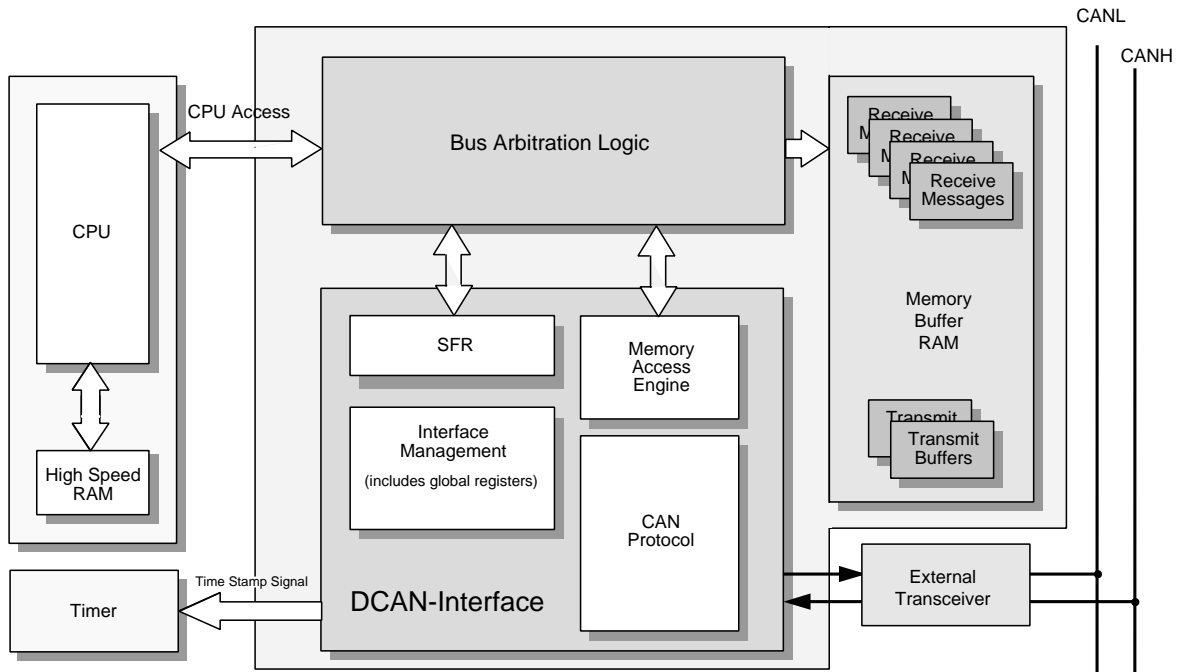 CANL
CANH
CPU Access
Bus Arbitration Logic
CPU
High Speed
RAM
Receive
M
Receive
M
Receive
M
Receive
Messages
Memory
Buffer
RAM
Transmit
Transmit
Buffers
SFR
Memory
Access
Engine
Interface
Management
(includes global registers)
CAN
Protocol
DCAN-Interface
Time Stamp Signal
Timer
External
Transceiver